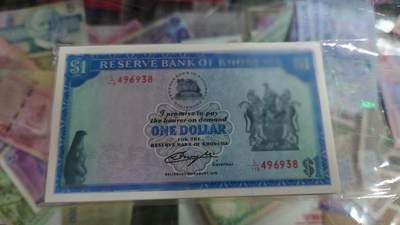 $1 RESERVE BANK OF RHODESIA $1
496938
I promise to pay
the bearer on demand
ONE DOLLAR
FOR THE
RESERVE BANK OF RHODESIA
Governor
496938
$